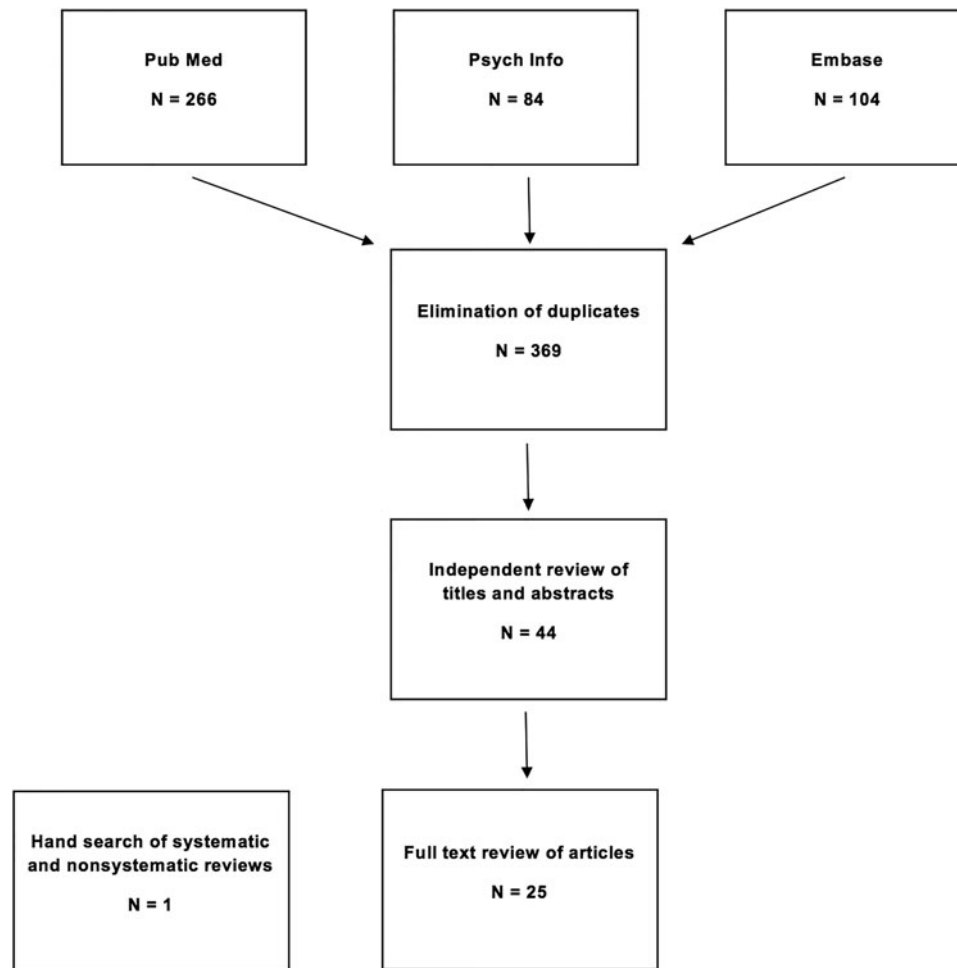 Pub Med
N = 266
Psych Info
N = 84
Embase
N = 104
Elimination of duplicates
N = 369
Independent review of
titles and abstracts
N = 44
Hand search of systematic
and nonsystematic reviews
N = 1
Full text review of articles
N = 25